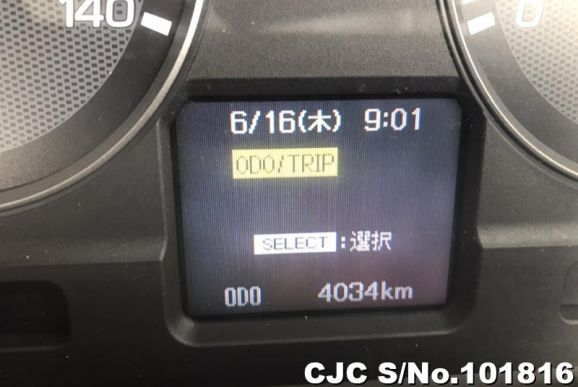 140
0
6/16(木) 9:01
ODO/TRIP
SELECT:選択
ODO 4034km
CJC S/No.101816